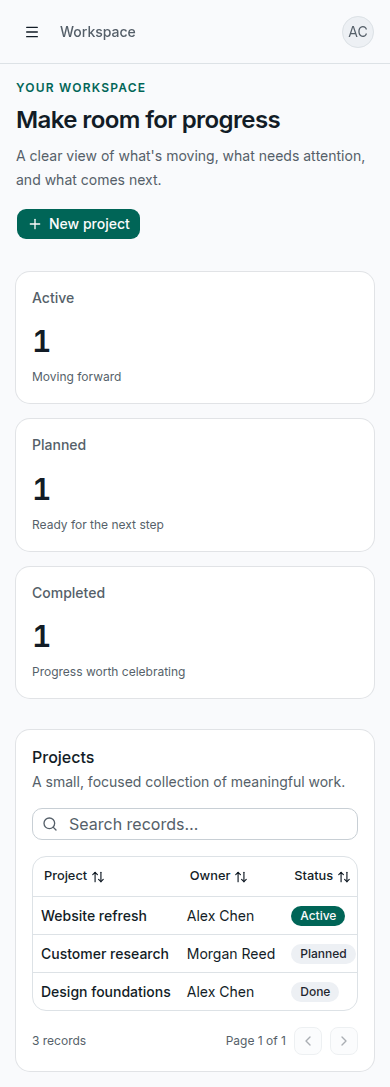 Workspace
AC
YOUR WORKSPACE
Make room for progress
A clear view of what's moving, what needs attention,
and what comes next.
New project
Active
1
Moving forward
Planned
1
Ready for the next step
Completed
1
Progress worth celebrating
Projects
A small, focused collection of meaningful work.
Search records...
Project Owner Status
Website refresh Alex Chen Active
Customer research Morgan Reed Planned
Design foundations Alex Chen Done
3 records Page 1 of 1